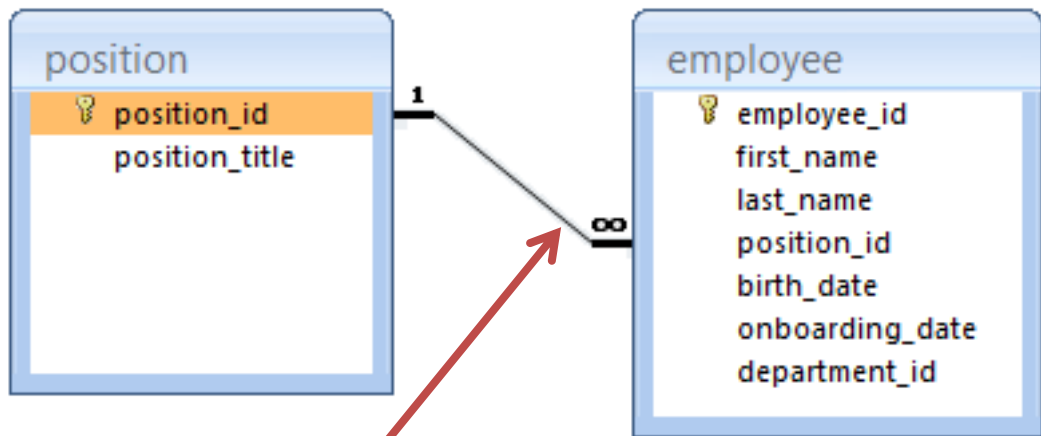 position
position_id
position_title
1
∞
employee
employee_id
first_name
last_name
position_id
birth_date
onboarding_date
department_id